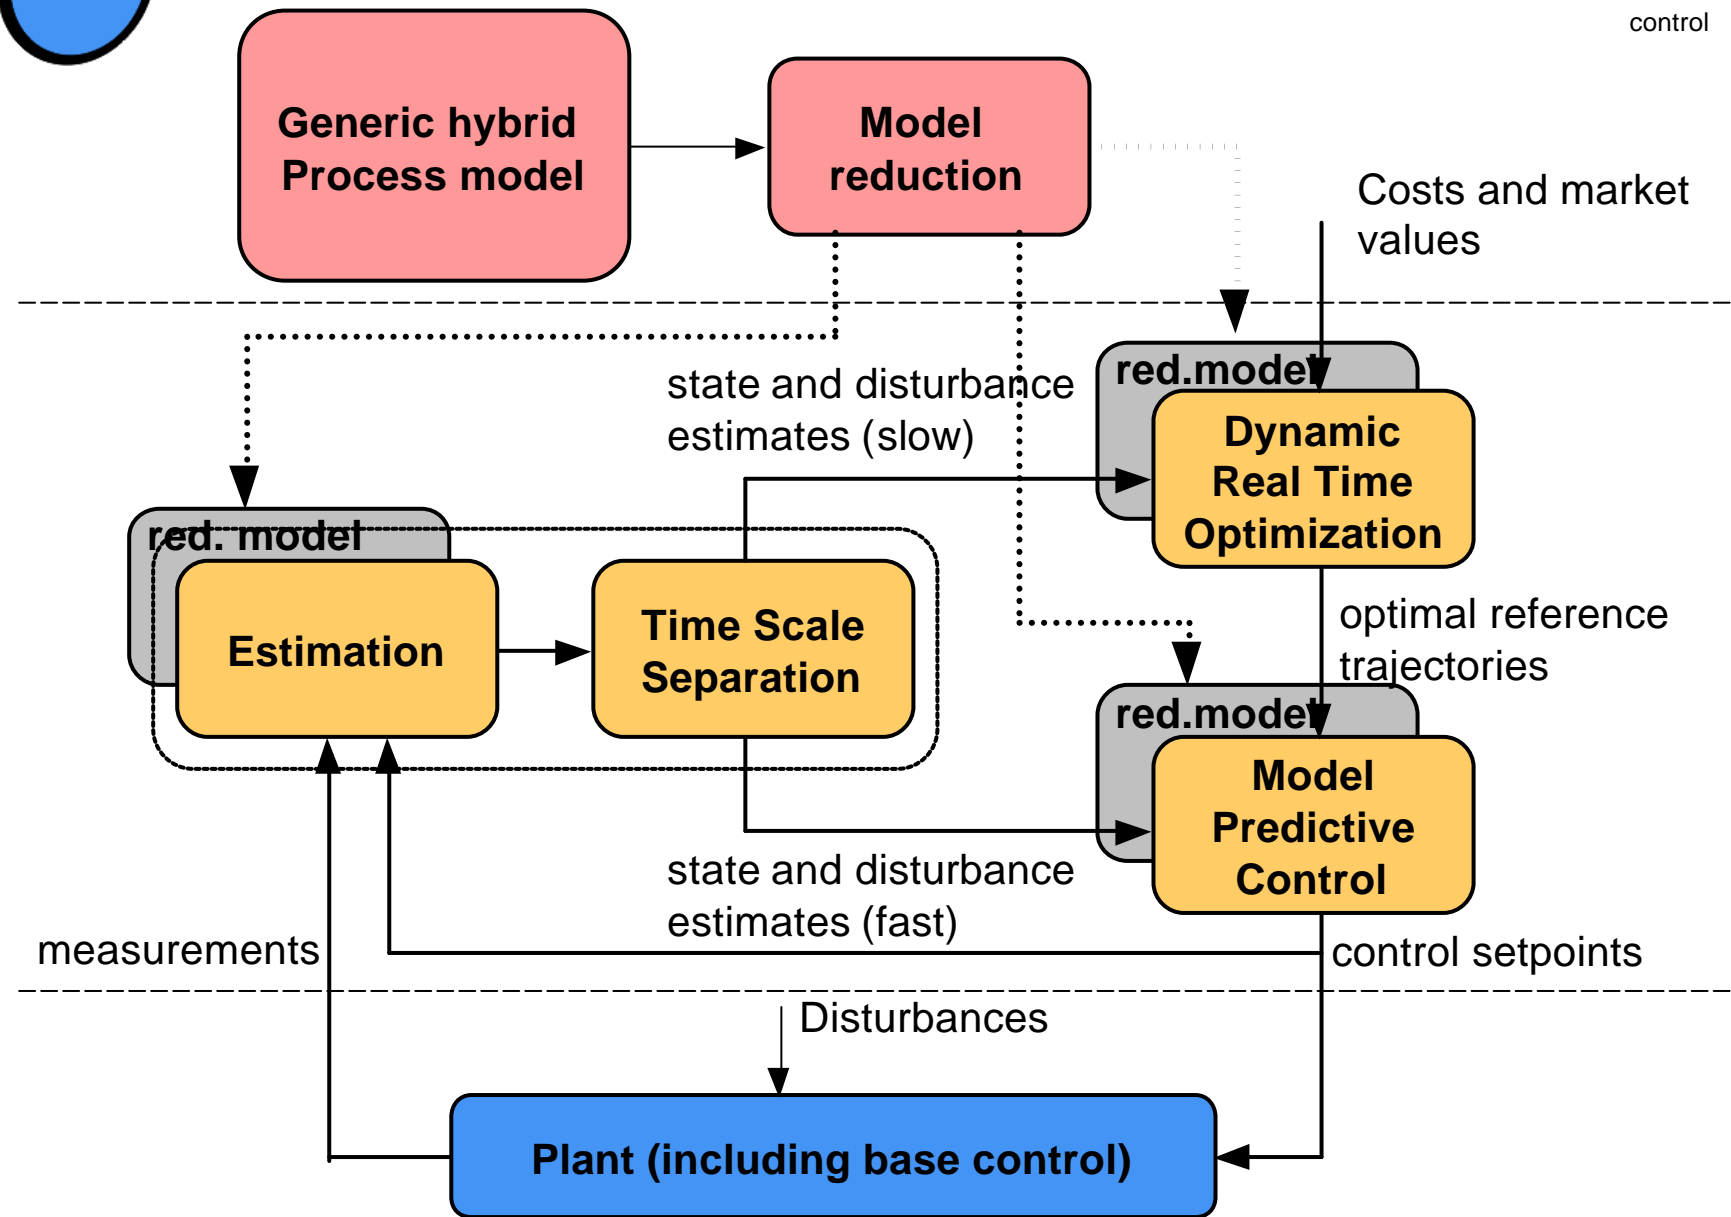 control
Generic hybrid
Process model
Model
reduction
Costs and market
values
state and disturbance
estimates (slow)
red.model
Dynamic
Real Time
Optimization
red. model
Estimation
Time Scale
Separation
optimal reference
trajectories
red.model
Model
Predictive
Control
state and disturbance
estimates (fast)
measurements
control setpoints
Disturbances
Plant (including base control)